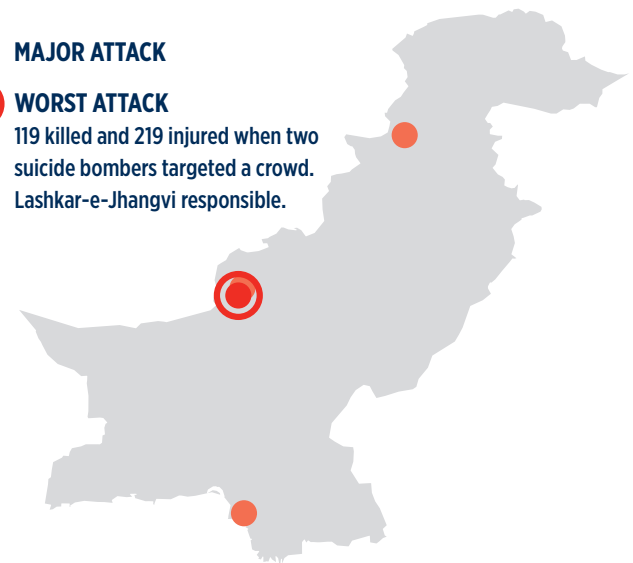 MAJOR ATTACK
WORST ATTACK
119 killed and 219 injured when two
suicide bombers targeted a crowd.
Lashkar-e-Jhangvi responsible.